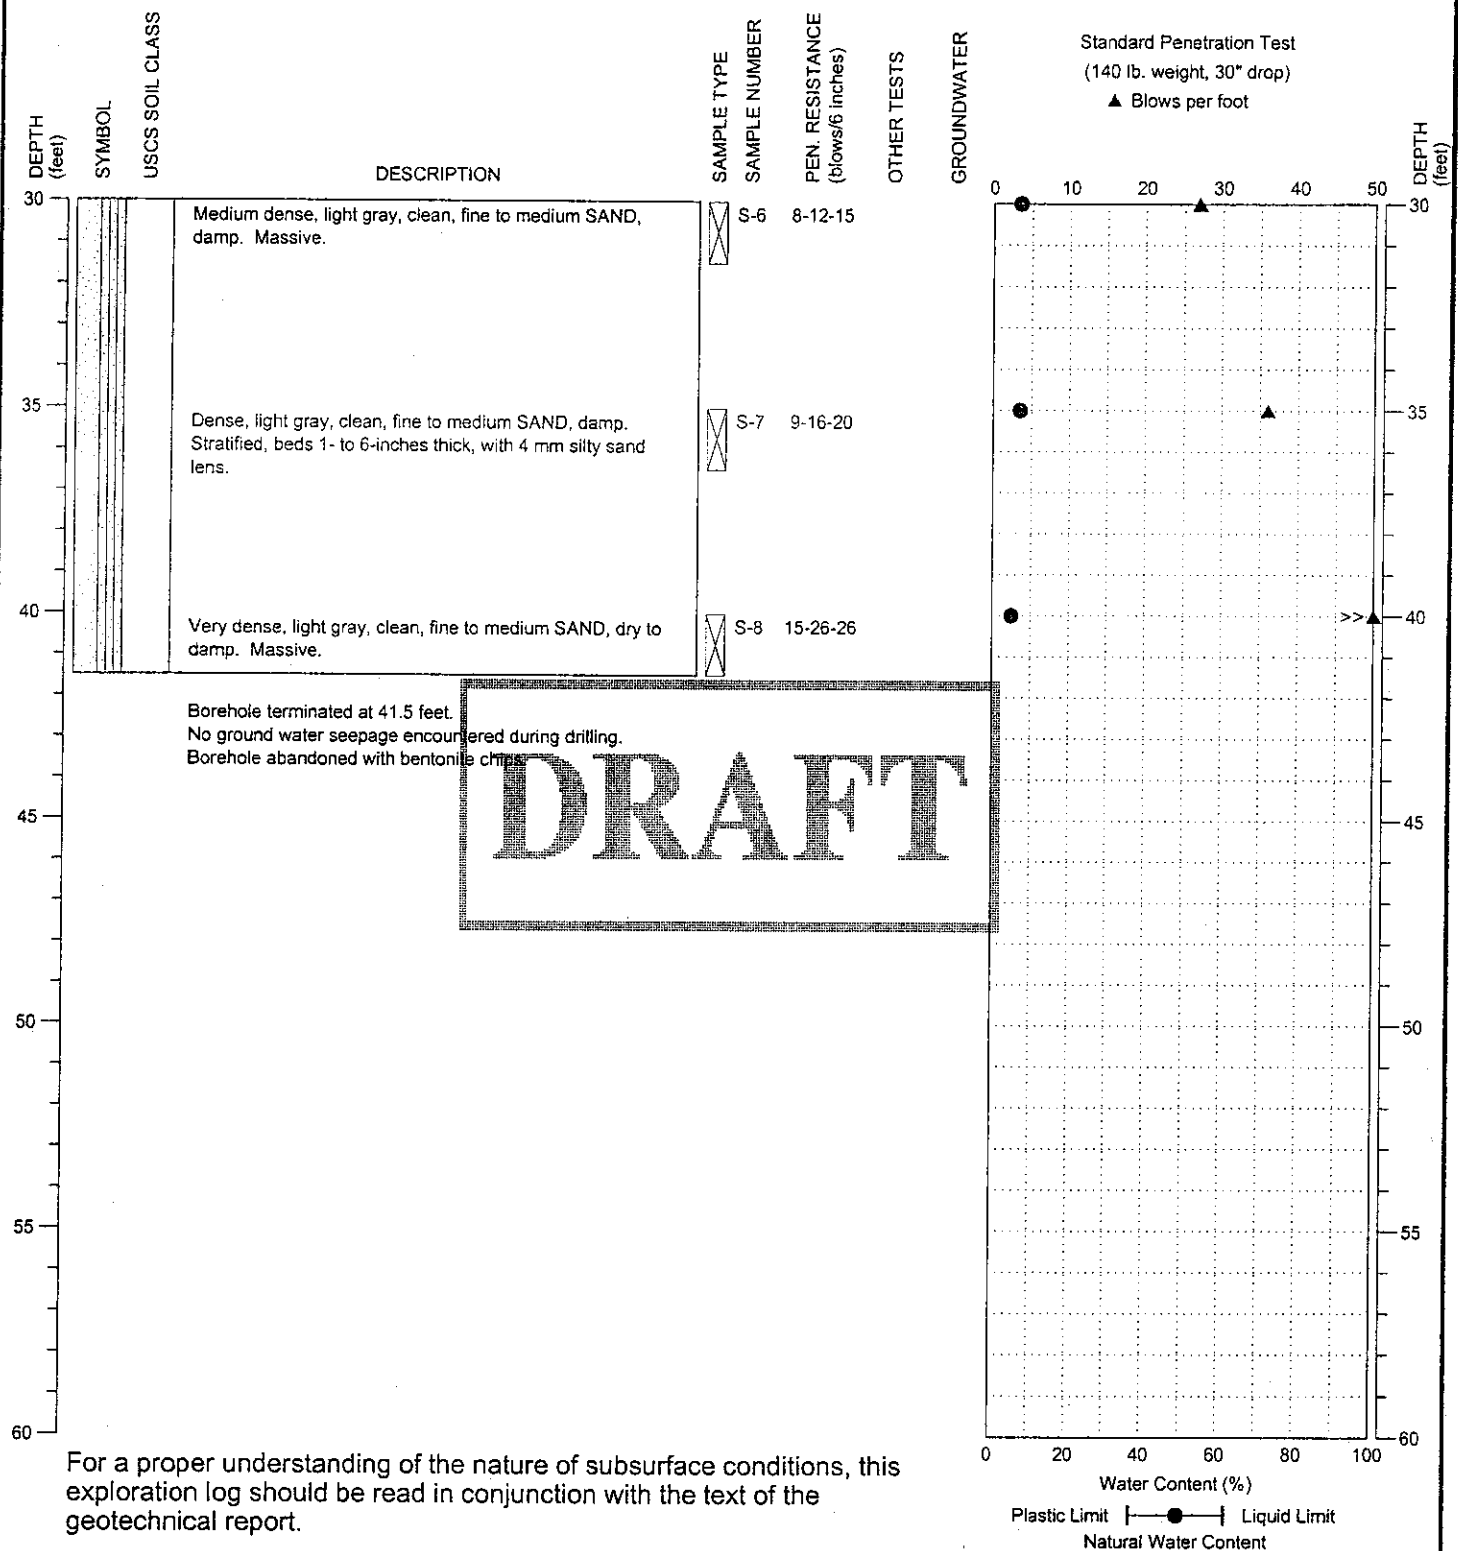 DEPTH (feet)
SYMBOL
USCS SOIL CLASS
DESCRIPTION
SAMPLE TYPE
SAMPLE NUMBER
PEN. RESISTANCE (blows/6 inches)
OTHER TESTS
GROUNDWATER
Standard Penetration Test
(140 lb. weight, 30" drop)
▲ Blows per foot
DEPTH (feet)
0 10 20 30 40 50
30
Medium dense, light gray, clean, fine to medium SAND,
damp. Massive.
S-6 8-12-15
30
35
Dense, light gray, clean, fine to medium SAND, damp.
Stratified, beds 1- to 6-inches thick, with 4 mm silty sand
lens.
S-7 9-16-20
35
40
Very dense, light gray, clean, fine to medium SAND, dry to
damp. Massive.
S-8 15-26-26
>>
40
Borehole terminated at 41.5 feet.
No ground water seepage encountered during drilling.
Borehole abandoned with bentonite chips.
DRAFT
45
45
50
50
55
55
60
60
0 20 40 60 80 100
Water Content (%)
Plastic Limit Liquid Limit
Natural Water Content
For a proper understanding of the nature of subsurface conditions, this
exploration log should be read in conjunction with the text of the
geotechnical report.